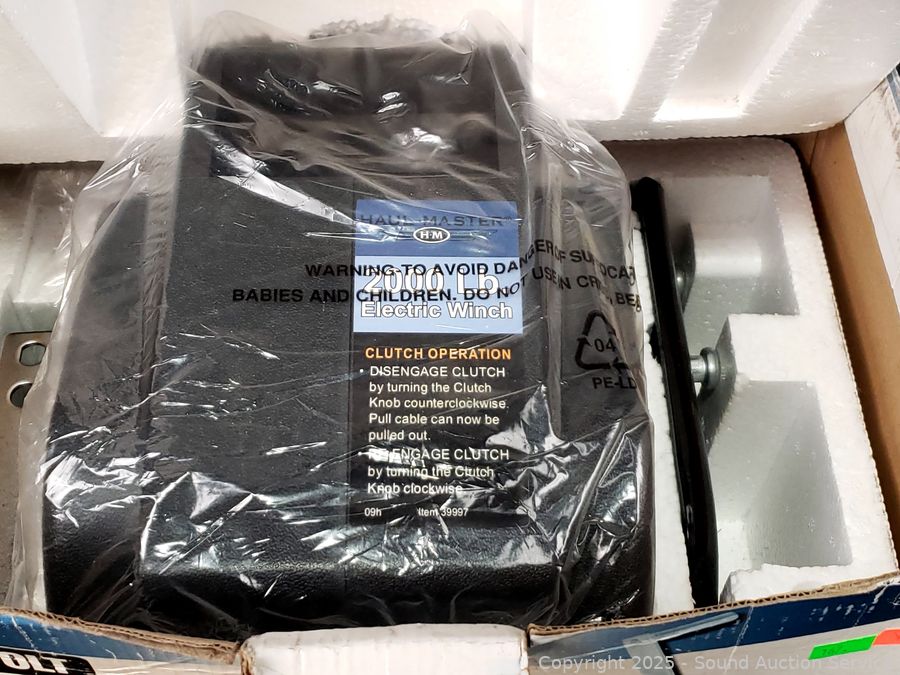 HAUL-MASTER®
H·M
WARNING-TO AVOID DANGER OF SUFFOCAT
2000 Lb.
BABIES AND CHILDREN. DO NOT USE IN CRI BE
Electric Winch
04
PE-LD
CLUTCH OPERATION
• DISENGAGE CLUTCH
by turning the Clutch
Knob counterclockwise.
Pull cable can now be
pulled out.
• RE-ENGAGE CLUTCH
by turning the Clutch
Knob clockwise.
09h Item 39997
OLT
Copyright 2025 - Sound Auction Service